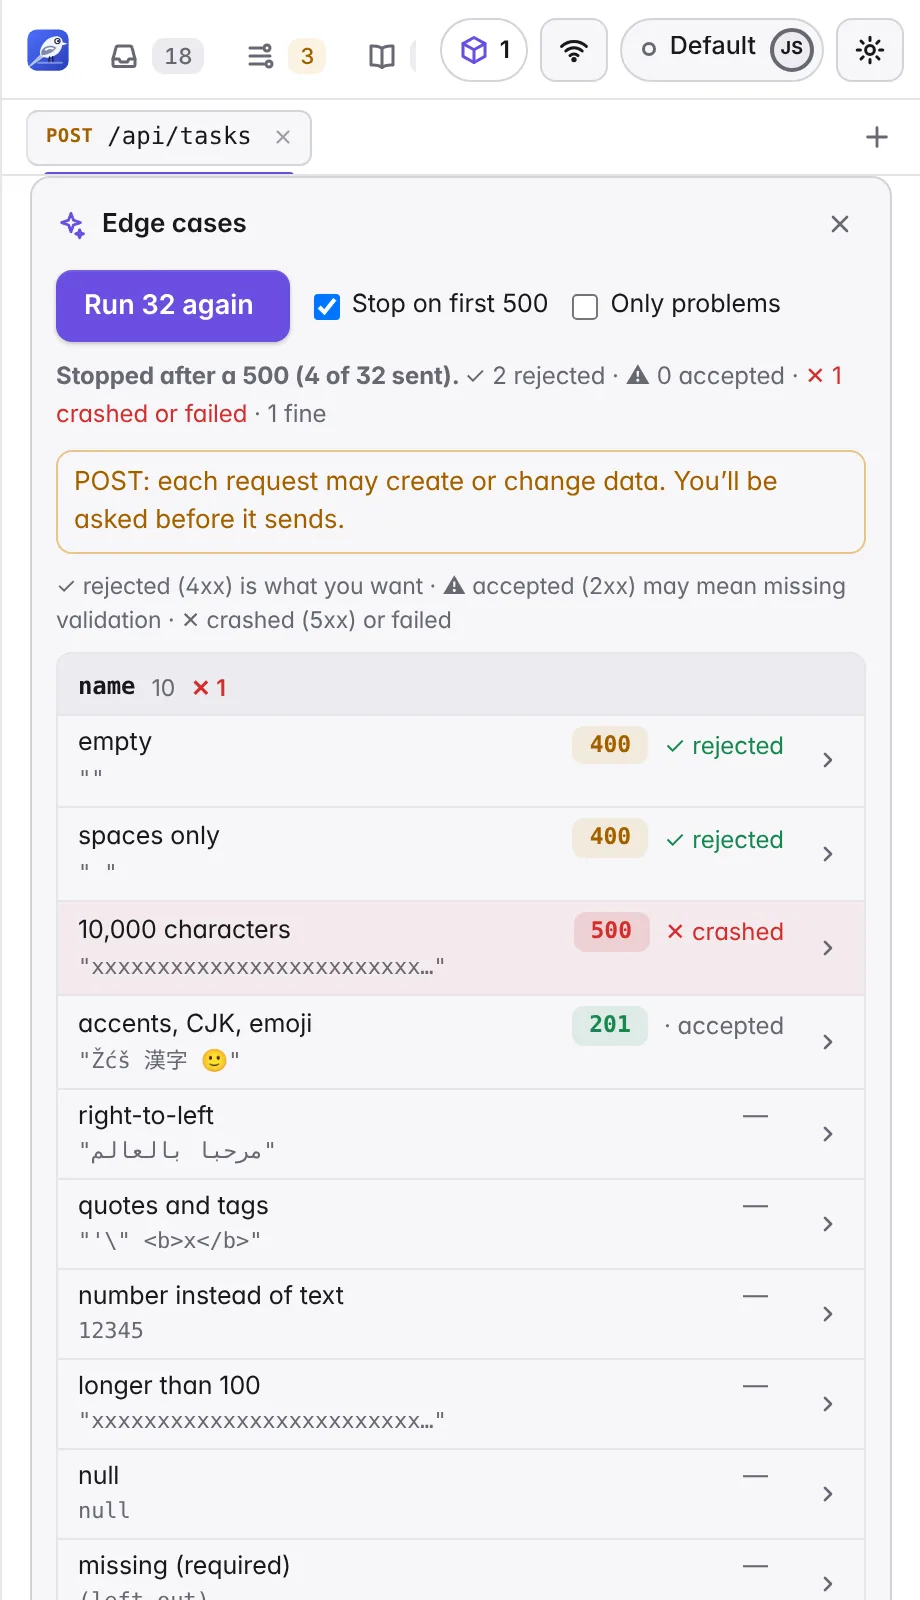 18 3 1 Default JS
POST /api/tasks ×
Edge cases
Run 32 again Stop on first 500 Only problems
Stopped after a 500 (4 of 32 sent). ✓ 2 rejected · ⚠ 0 accepted · ✕ 1
crashed or failed · 1 fine
POST: each request may create or change data. You’ll be
asked before it sends.
✓ rejected (4xx) is what you want · ⚠ accepted (2xx) may mean missing
validation · ✕ crashed (5xx) or failed
name 10 ✕ 1
empty 400 ✓ rejected
""
spaces only 400 ✓ rejected
" "
10,000 characters 500 ✕ crashed
"xxxxxxxxxxxxxxxxxxxxxxxxx…"
accents, CJK, emoji 201 · accepted
"Žćš 漢字 🙂"
right-to-left —
"مرحبا بالعالم"
quotes and tags —
"'\" <b>x</b>"
number instead of text —
12345
longer than 100 —
"xxxxxxxxxxxxxxxxxxxxxxxxx…"
null —
null
missing (required) —
(left out)